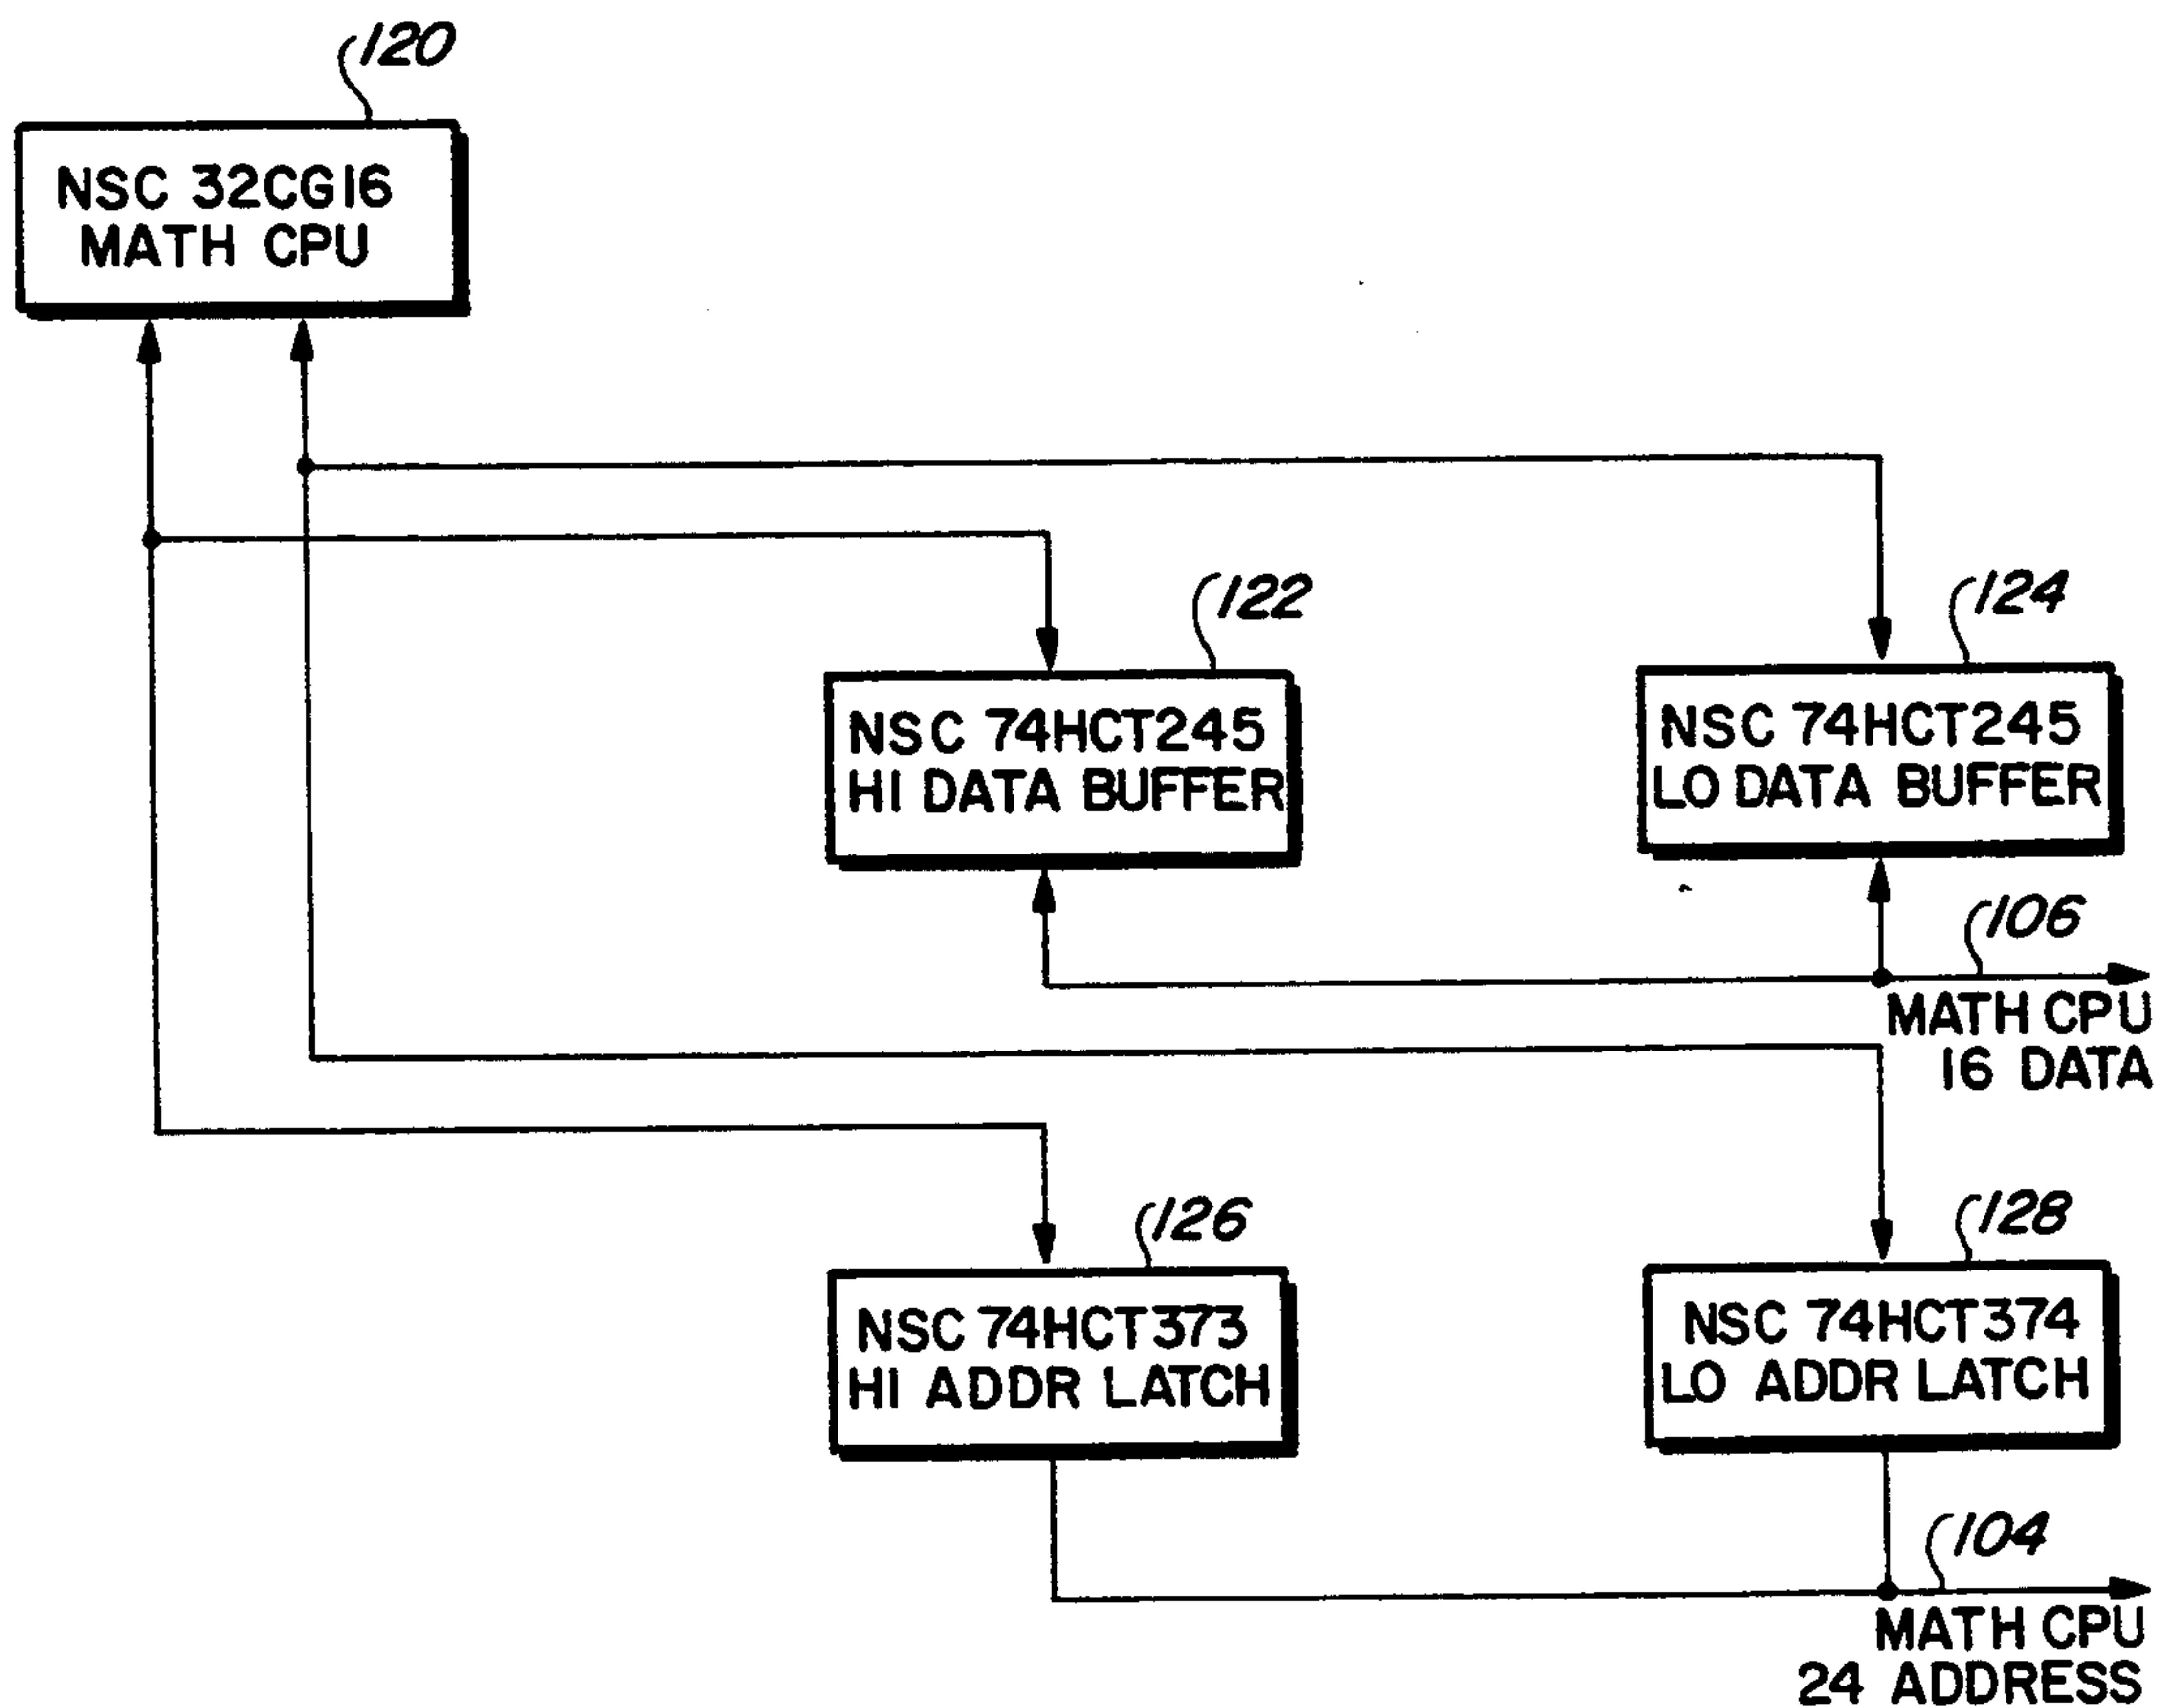 120
NSC 32CG16
MATH CPU
122
124
NSC 74HCT245
HI DATA BUFFER
NSC 74HCT245
LO DATA BUFFER
106
MATH CPU
16 DATA
126
128
NSC 74HCT373
HI ADDR LATCH
NSC 74HCT374
LO ADDR LATCH
104
MATH CPU
24 ADDRESS